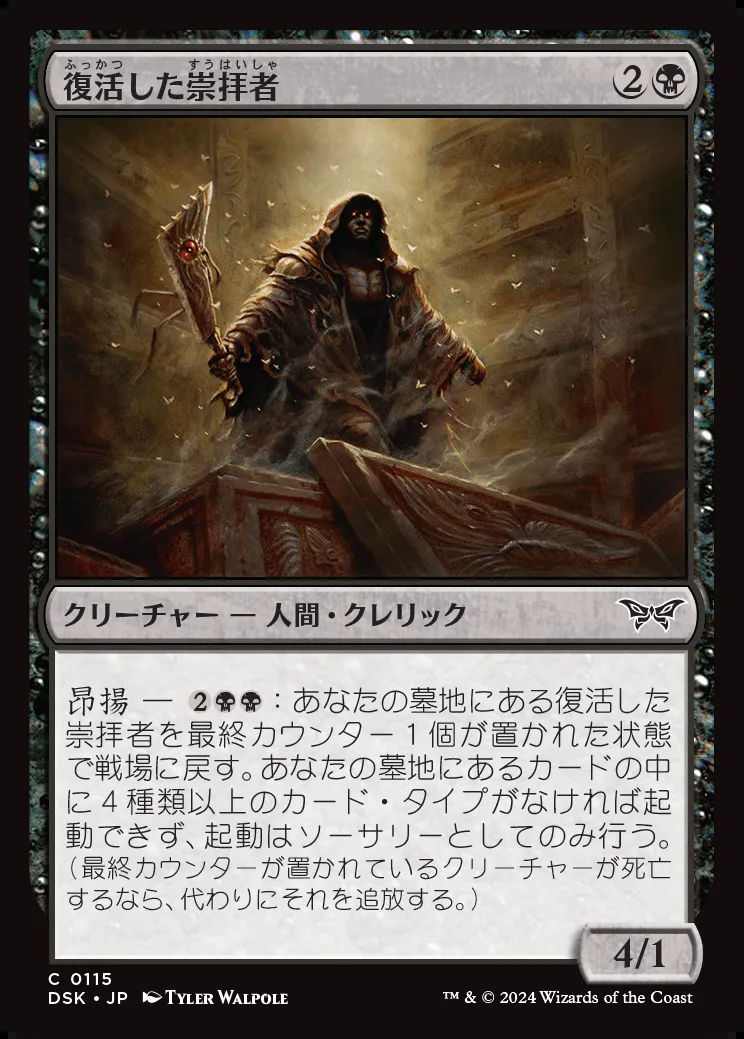 ふっかつ すうはいしゃ
復活した崇拝者 2
クリーチャー — 人間・クレリック
昂揚 — 2：あなたの墓地にある復活した
崇拝者を最終カウンター１個が置かれた状態
で戦場に戻す。あなたの墓地にあるカードの中
に４種類以上のカード・タイプがなければ起
動できず、起動はソーサリーとしてのみ行う。
（最終カウンターが置かれているクリーチャーが死亡
するなら、代わりにそれを追放する。）
4/1
C 0115
DSK • JP TYLER WALPOLE
™ & © 2024 Wizards of the Coast